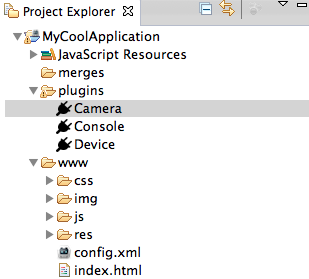 Project Explorer
MyCoolApplication
JavaScript Resources
merges
plugins
Camera
Console
Device
www
css
img
js
res
config.xml
index.html